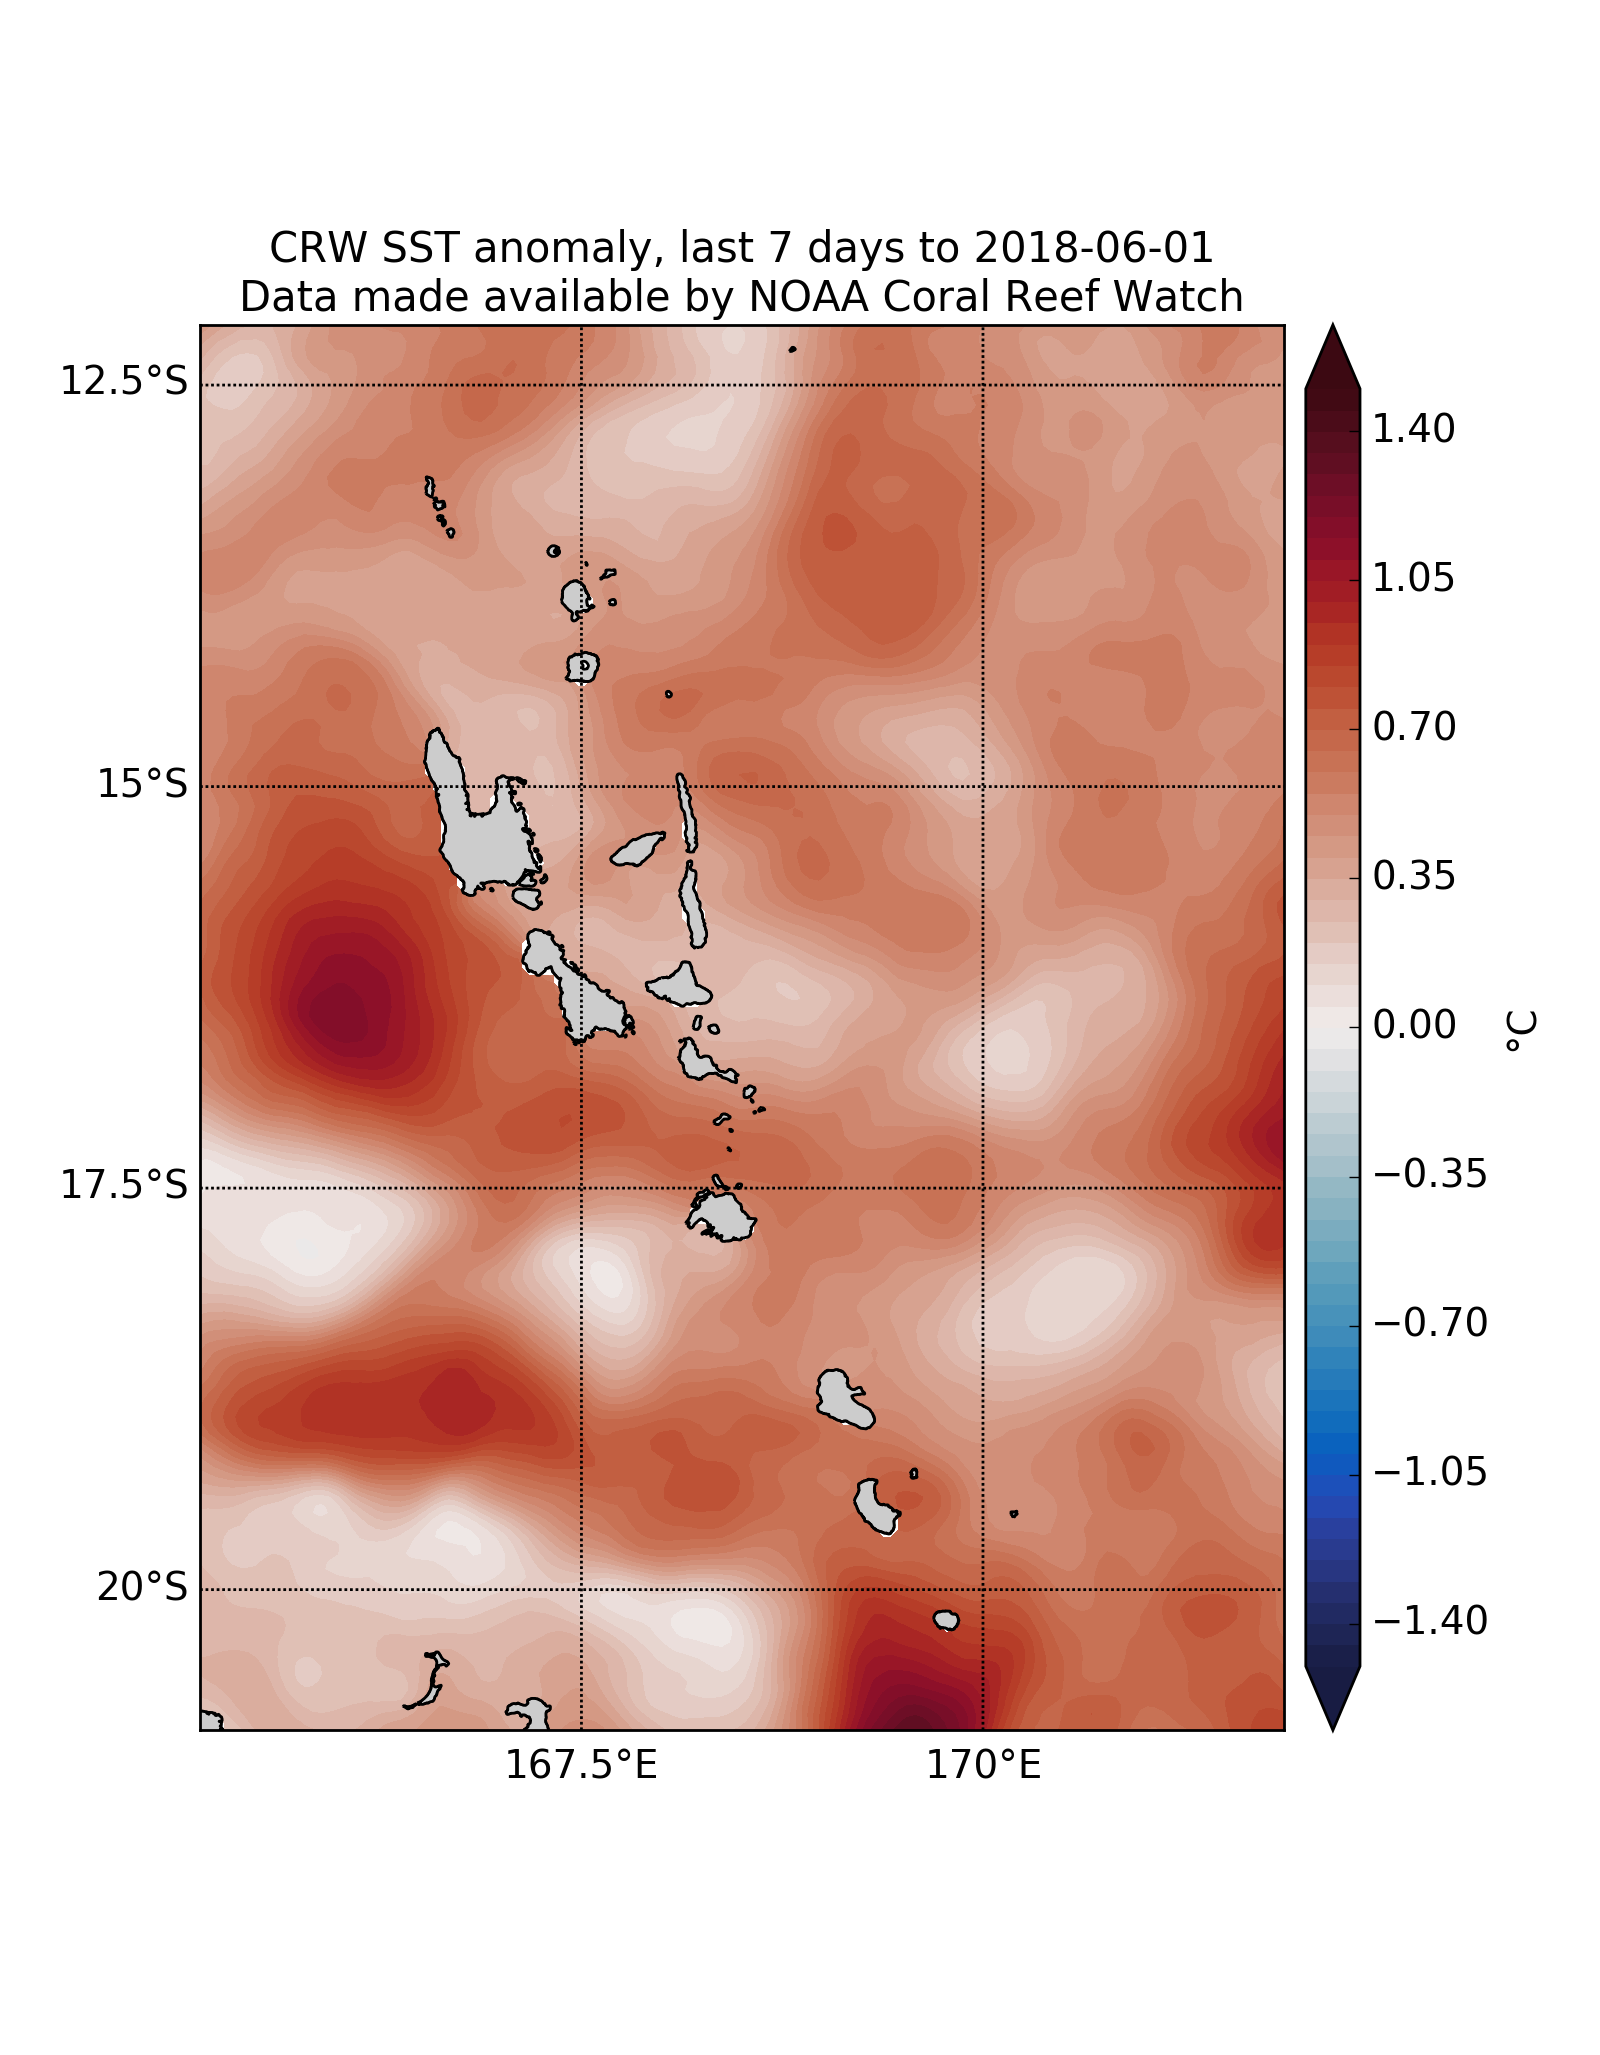 CRW SST anomaly, last 7 days to 2018-06-01
Data made available by NOAA Coral Reef Watch
12.5°S
15°S
17.5°S
20°S
167.5°E
170°E
1.40
1.05
0.70
0.35
0.00
−0.35
−0.70
−1.05
−1.40
°C